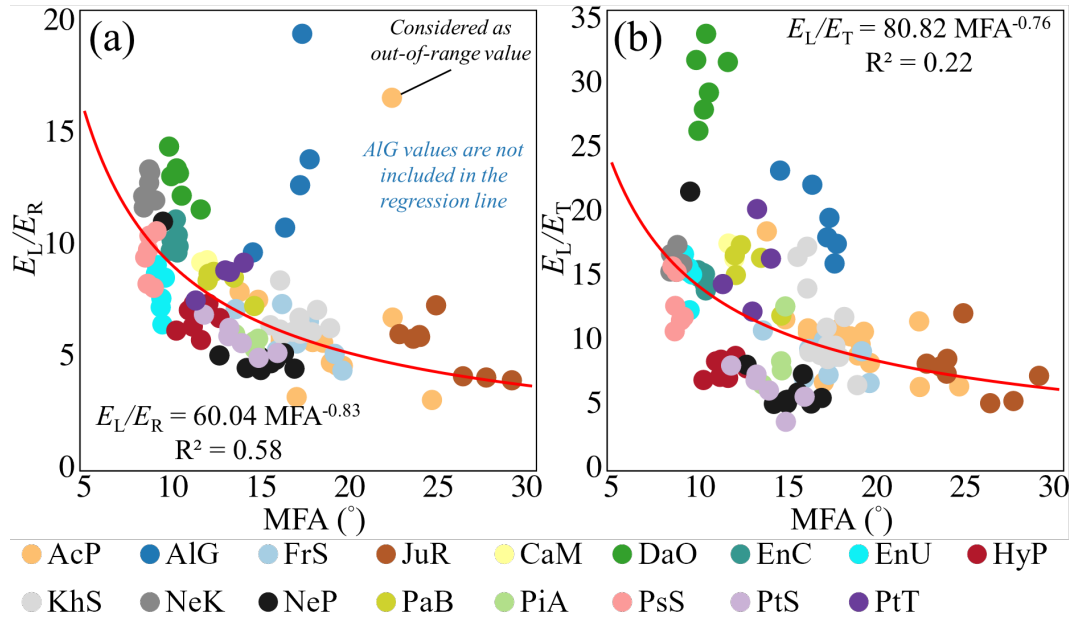 20
15
10
5
0
(a)
Considered as
out-of-range value
AlG values are not
included in the
regression line
E_L/E_R
E_L/E_R = 60.04 MFA^-0.83
R² = 0.58
5
10
15
20
25
30
MFA (°)
35
30
25
20
15
10
5
0
(b)
E_L/E_T = 80.82 MFA^-0.76
R² = 0.22
E_L/E_T
5
10
15
20
25
30
MFA (°)
AcP AlG FrS JuR CaM DaO EnC EnU HyP
KhS NeK NeP PaB PiA PsS PtS PtT